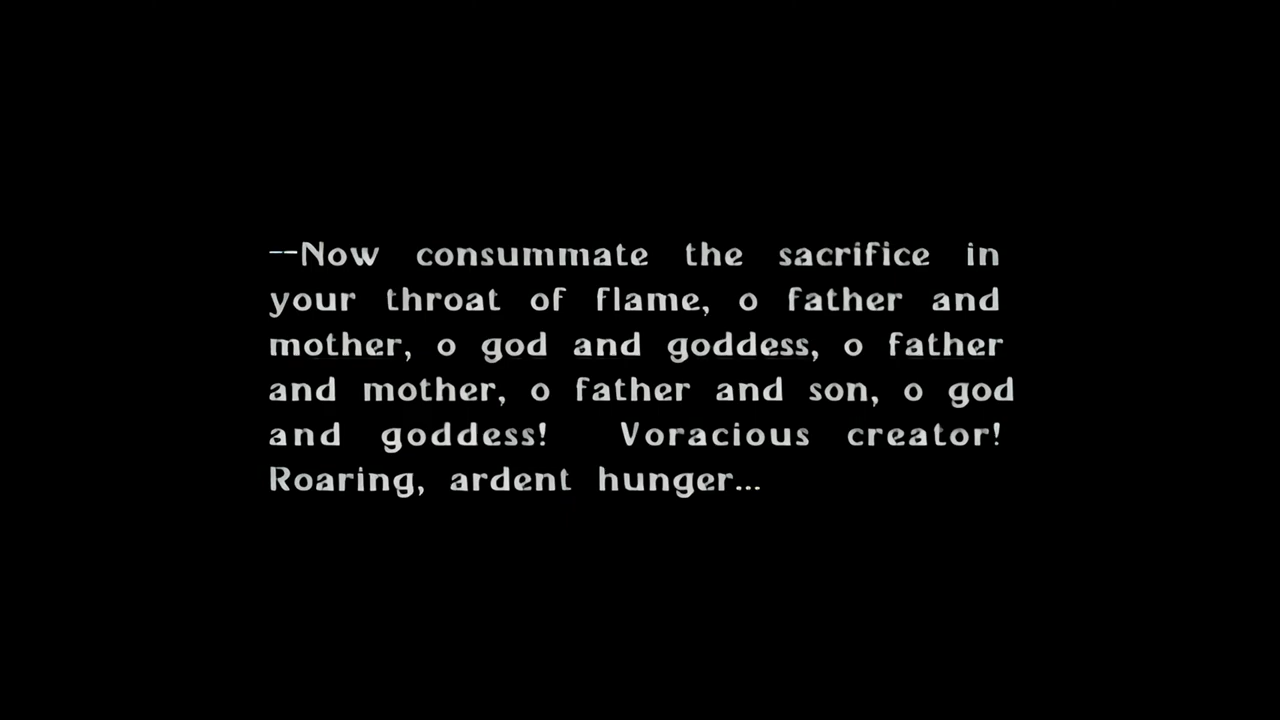 --Now consummate the sacrifice in
your throat of flame, o father and
mother, o god and goddess, o father
and mother, o father and son, o god
and goddess! Voracious creator!
Roaring, ardent hunger...